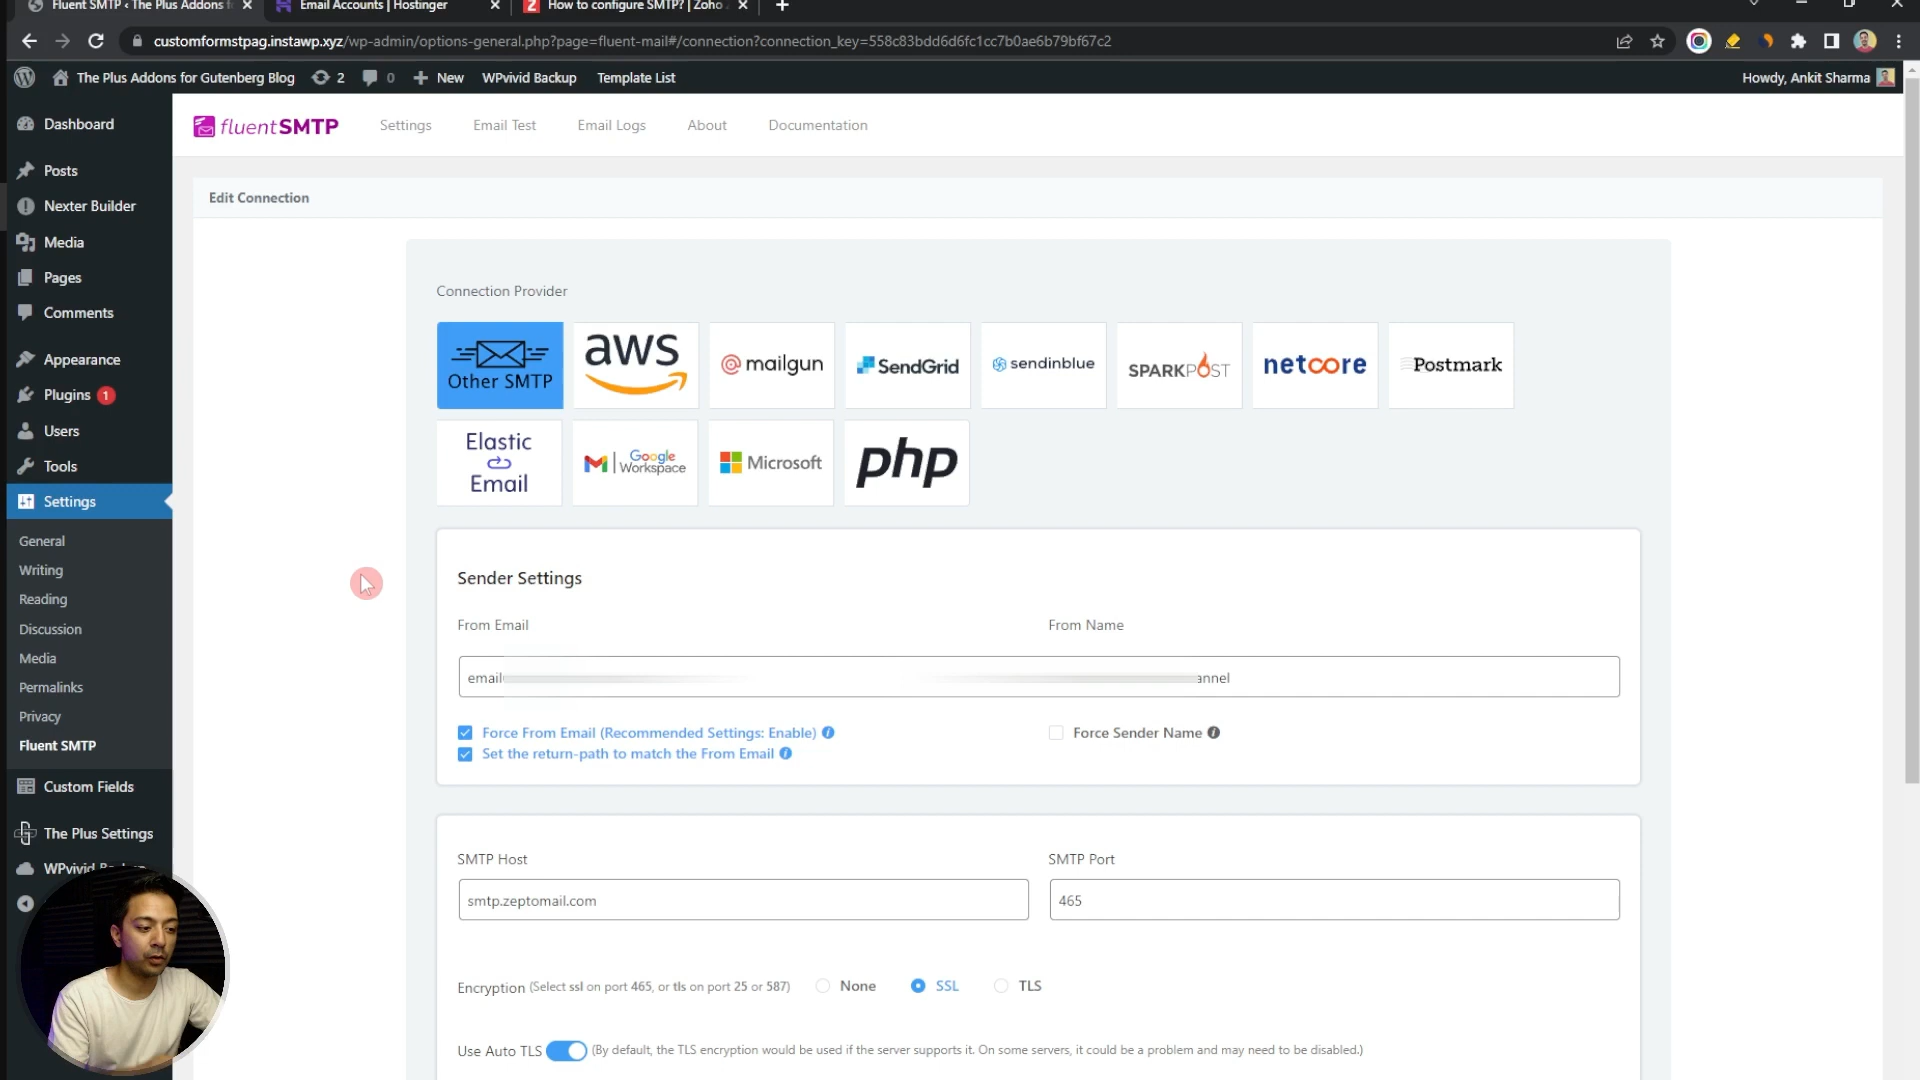 Fluent SMTP ‹ The Plus Addons f
Email Accounts | Hostinger
How to configure SMTP? | Zoho
customformstpag.instawp.xyz/wp-admin/options-general.php?page=fluent-mail#/connection?connection_key=558c83bdd6d6fc1cc7b0ae6b79bf67c2
The Plus Addons for Gutenberg Blog
2
0
New
WPvivid Backup
Template List
Howdy, Ankit Sharma
Dashboard
Posts
Nexter Builder
Media
Pages
Comments
Appearance
Plugins 1
Users
Tools
Settings
General
Writing
Reading
Discussion
Media
Permalinks
Privacy
Fluent SMTP
Custom Fields
The Plus Settings
WPvivid
fluentSMTP
Settings
Email Test
Email Logs
About
Documentation
Edit Connection
Connection Provider
Other SMTP
aws
mailgun
SendGrid
sendinblue
SPARKPOST
netcore
Postmark
Elastic
Email
Google
Workspace
Microsoft
php
Sender Settings
From Email
From Name
email
annel
Force From Email (Recommended Settings: Enable)
Force Sender Name
Set the return-path to match the From Email
SMTP Host
SMTP Port
smtp.zeptomail.com
465
Encryption (Select ssl on port 465, or tls on port 25 or 587)
None
SSL
TLS
Use Auto TLS
(By default, the TLS encryption would be used if the server supports it. On some servers, it could be a problem and may need to be disabled.)